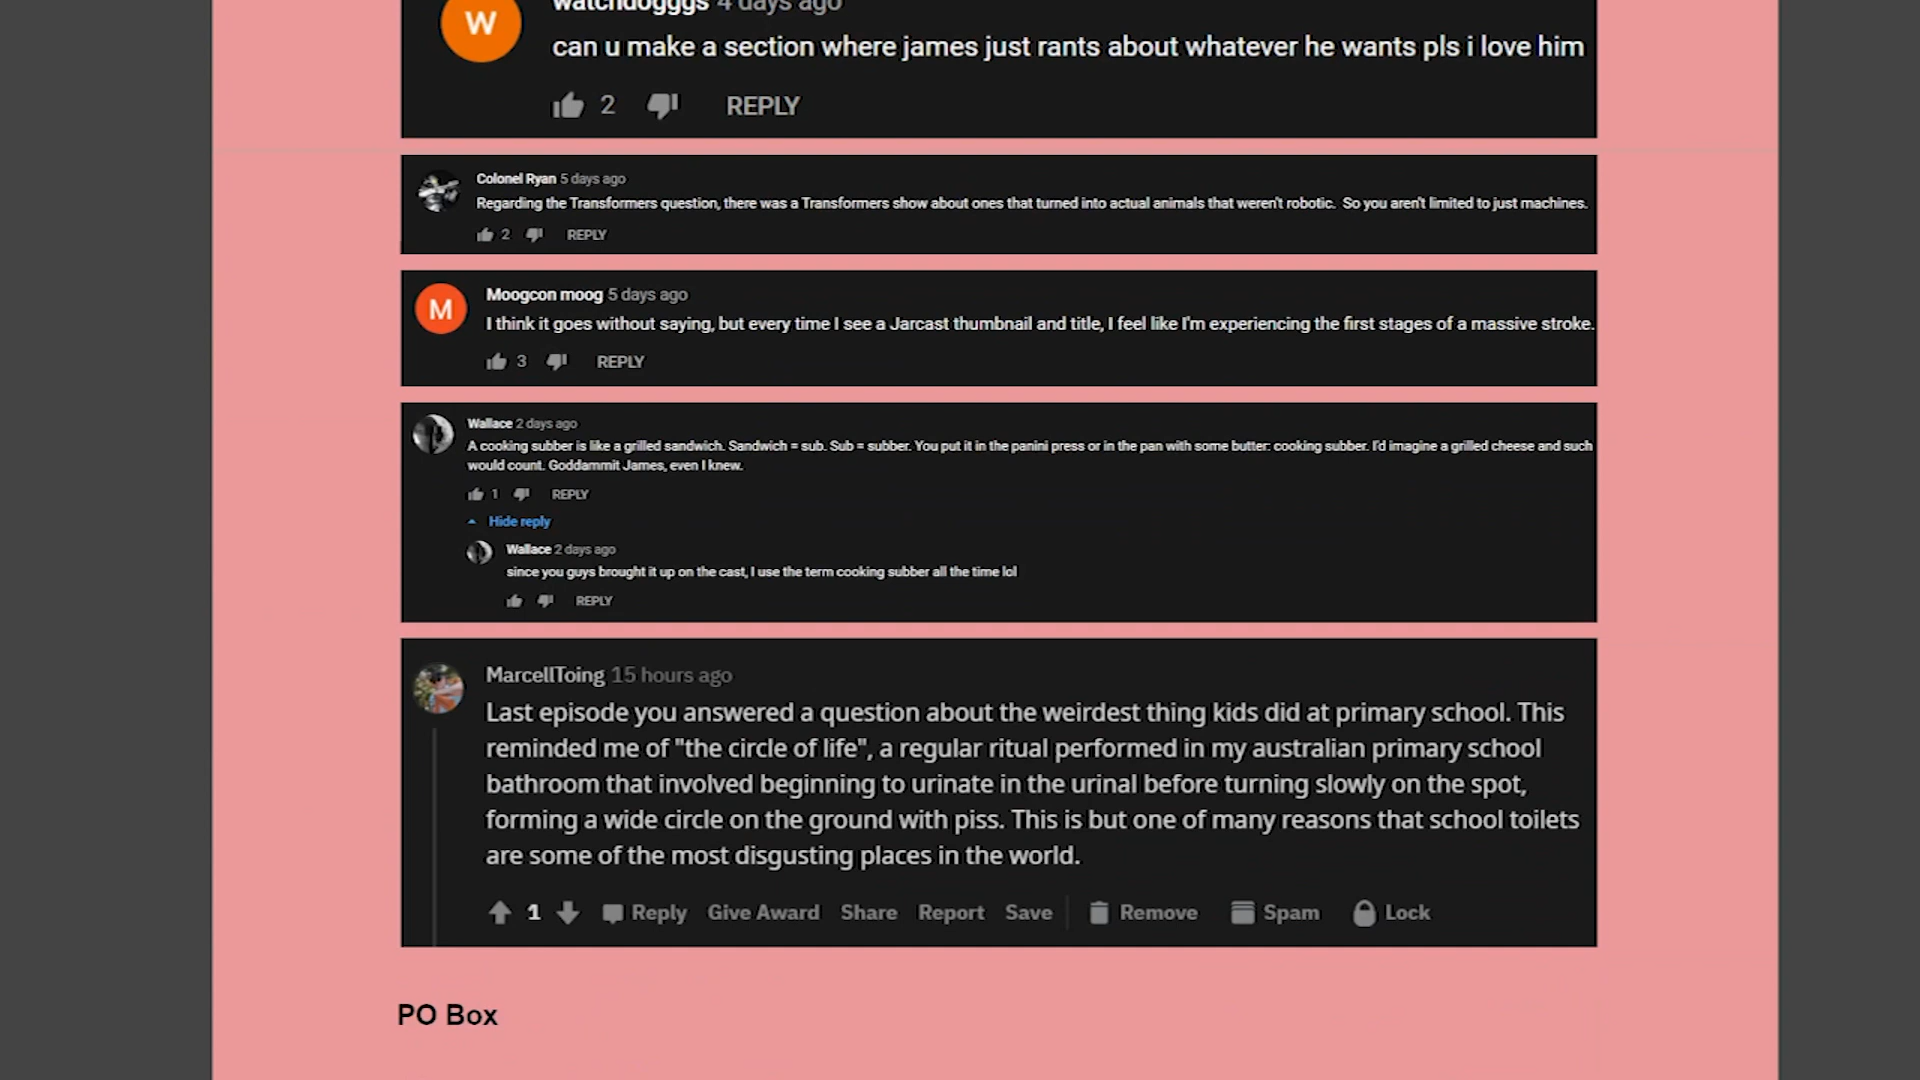 watchdogggs 4 days ago
W
can u make a section where james just rants about whatever he wants pls i love him
2 REPLY
Colonel Ryan 5 days ago
Regarding the Transformers question, there was a Transformers show about ones that turned into actual animals that weren't robotic. So you aren't limited to just machines.
2 REPLY
M
Moogcon moog 5 days ago
I think it goes without saying, but every time I see a Jarcast thumbnail and title, I feel like I'm experiencing the first stages of a massive stroke.
3 REPLY
Wallace 2 days ago
A cooking subber is like a grilled sandwich. Sandwich = sub. Sub = subber. You put it in the panini press or in the pan with some butter: cooking subber. I'd imagine a grilled cheese and such
would count. Goddammit James, even I knew.
1 REPLY
Hide reply
Wallace 2 days ago
since you guys brought it up on the cast, I use the term cooking subber all the time lol
REPLY
MarcellToing 15 hours ago
Last episode you answered a question about the weirdest thing kids did at primary school. This
reminded me of "the circle of life", a regular ritual performed in my australian primary school
bathroom that involved beginning to urinate in the urinal before turning slowly on the spot,
forming a wide circle on the ground with piss. This is but one of many reasons that school toilets
are some of the most disgusting places in the world.
1 Reply Give Award Share Report Save Remove Spam Lock
PO Box